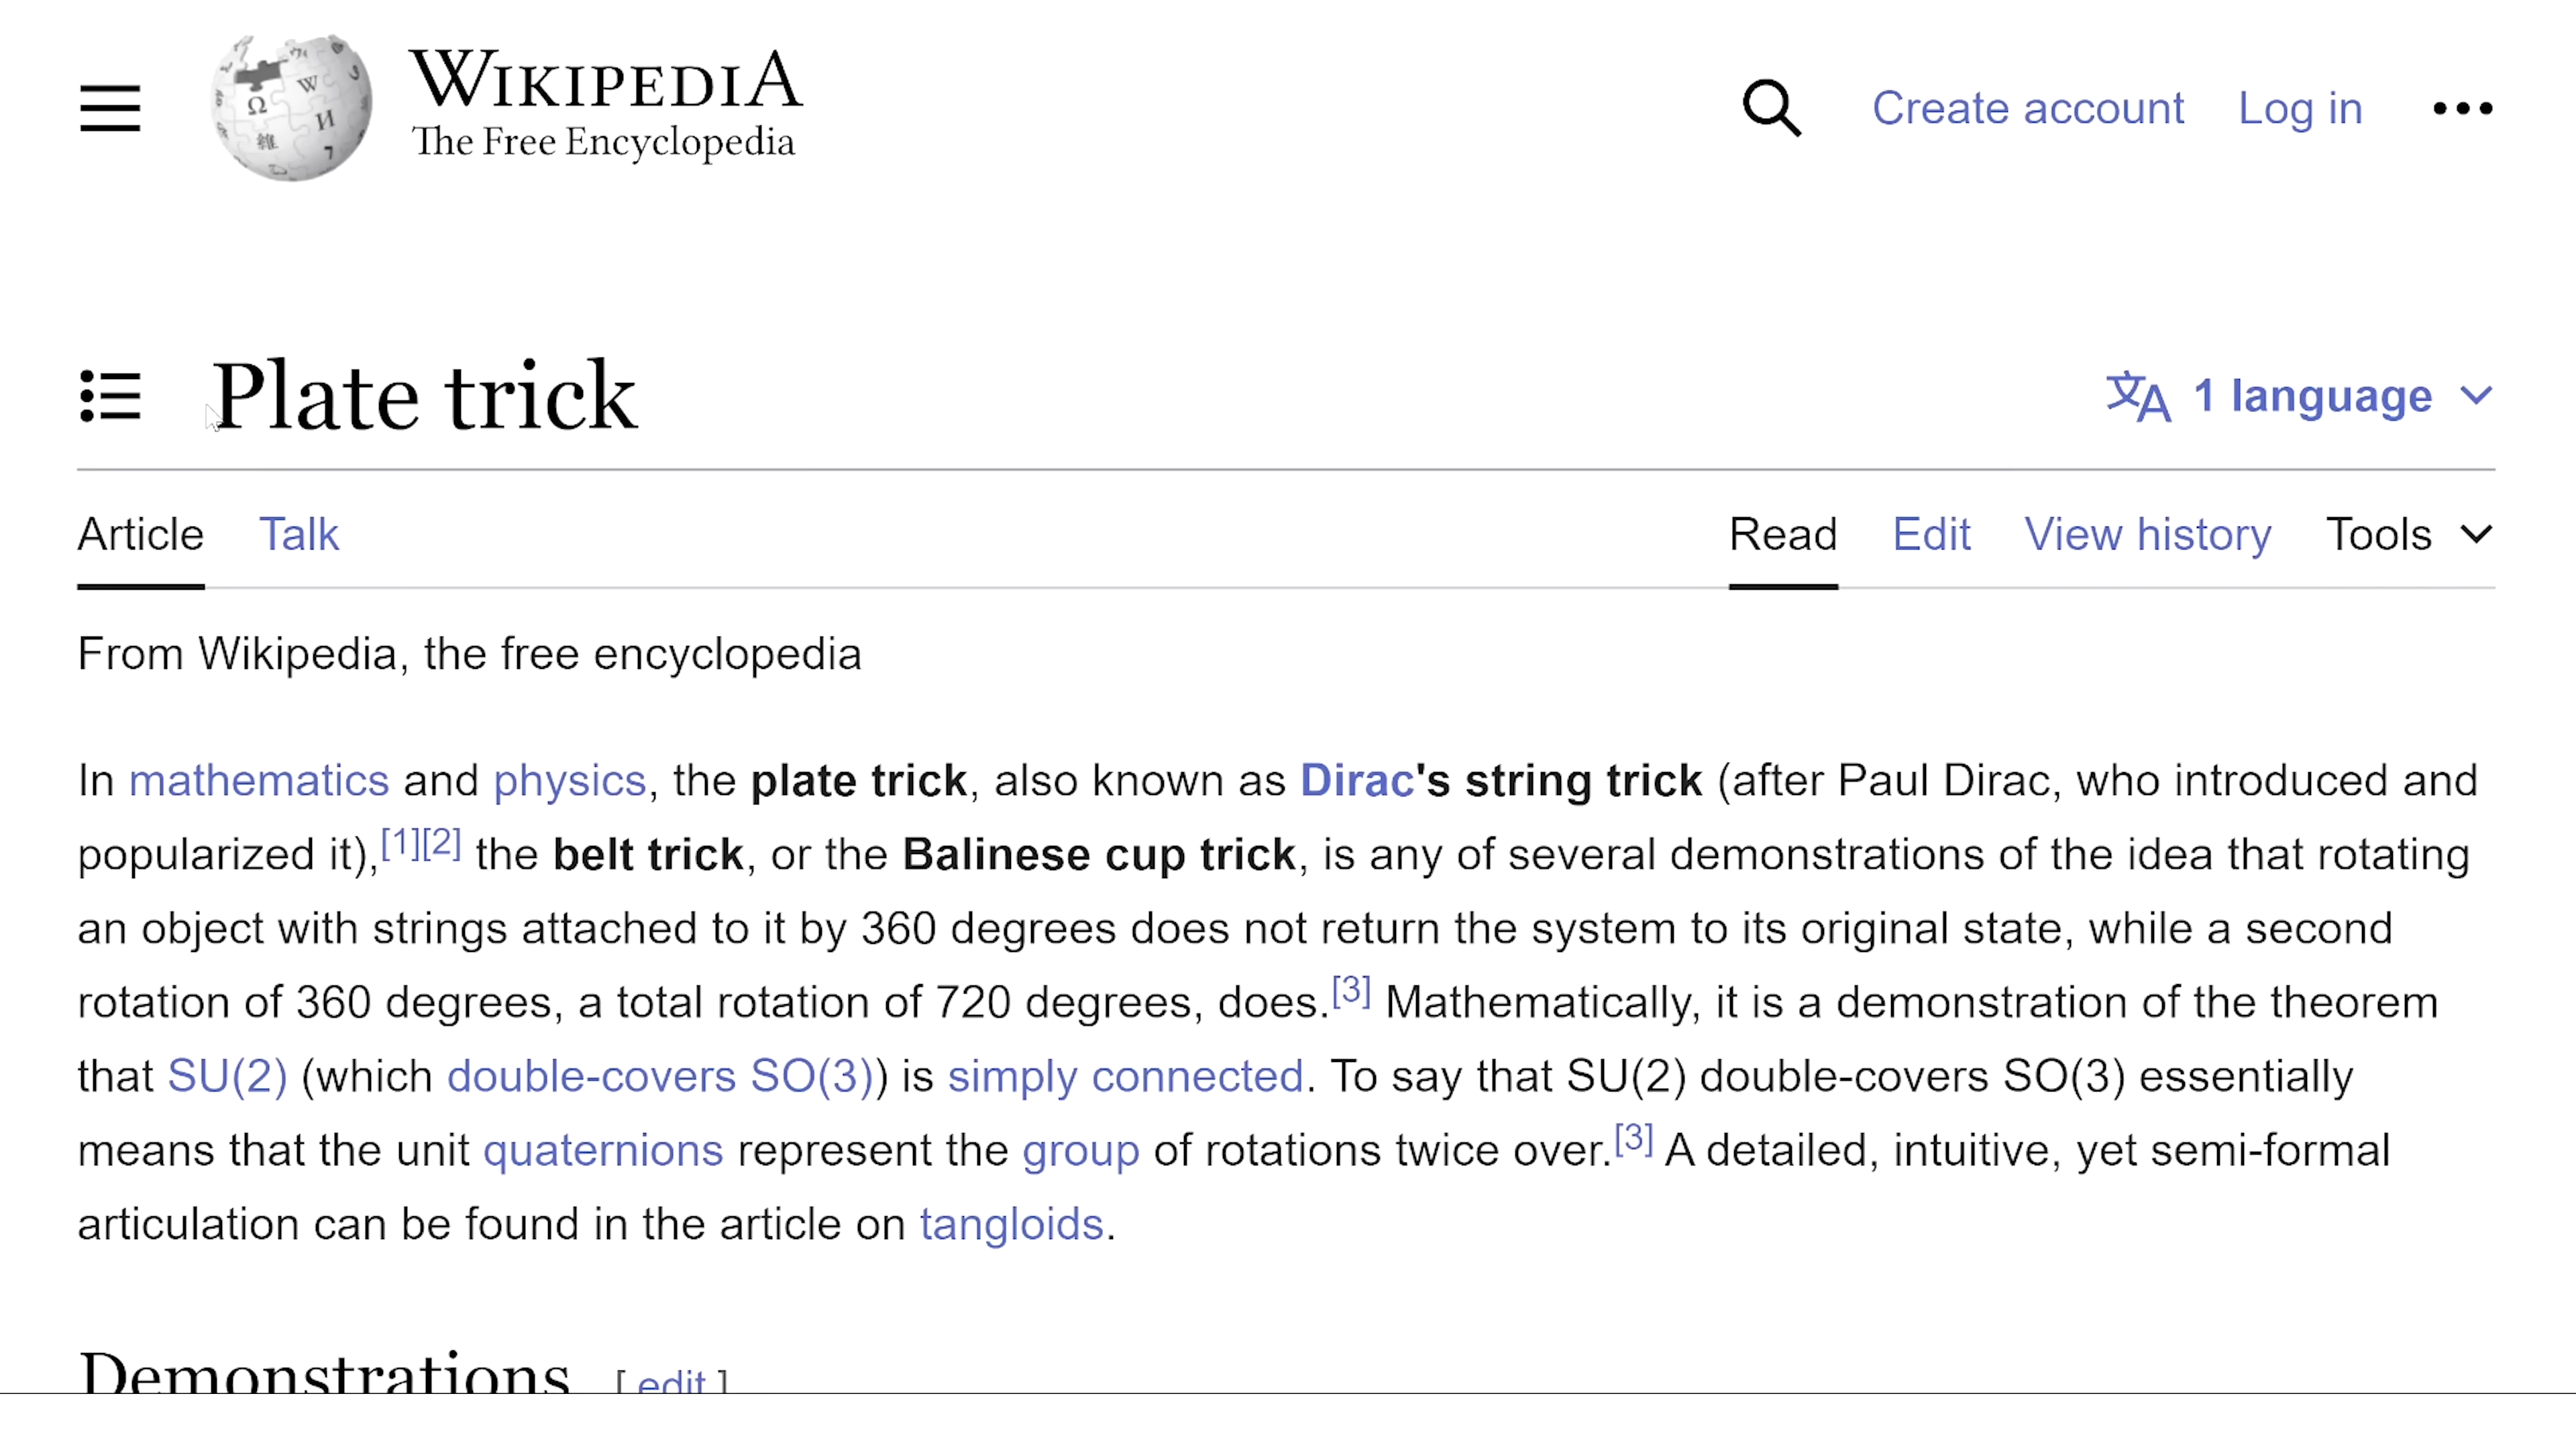 WIKIPEDIA
The Free Encyclopedia
Create account Log in
Plate trick
1 language
Article Talk
Read Edit View history Tools
From Wikipedia, the free encyclopedia
In mathematics and physics, the plate trick, also known as Dirac's string trick (after Paul Dirac, who introduced and
popularized it),[1][2] the belt trick, or the Balinese cup trick, is any of several demonstrations of the idea that rotating
an object with strings attached to it by 360 degrees does not return the system to its original state, while a second
rotation of 360 degrees, a total rotation of 720 degrees, does.[3] Mathematically, it is a demonstration of the theorem
that SU(2) (which double-covers SO(3)) is simply connected. To say that SU(2) double-covers SO(3) essentially
means that the unit quaternions represent the group of rotations twice over.[3] A detailed, intuitive, yet semi-formal
articulation can be found in the article on tangloids.
Demonstrations [ edit ]